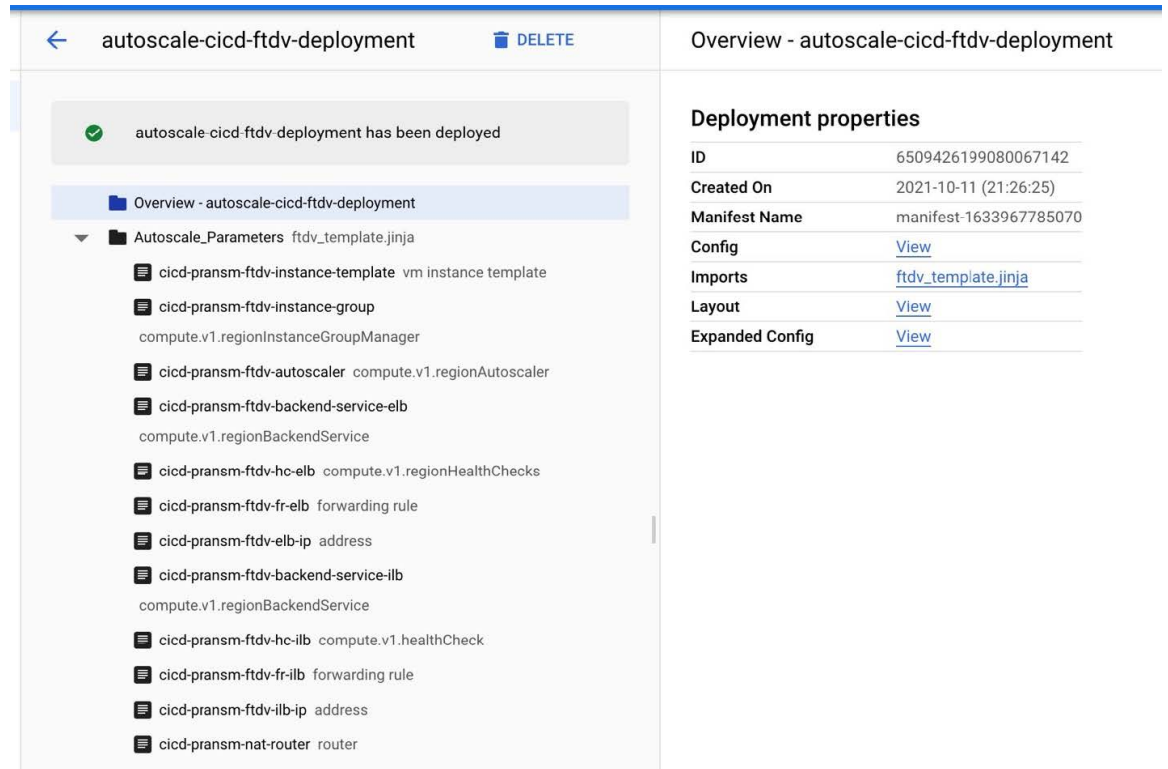 autoscale-cicd-ftdv-deployment
DELETE
autoscale-cicd-ftdv-deployment has been deployed
Overview - autoscale-cicd-ftdv-deployment
Autoscale_Parameters ftdv_template.jinja
cicd-pransm-ftdv-instance-template vm instance template
cicd-pransm-ftdv-instance-group
compute.v1.regionInstanceGroupManager
cicd-pransm-ftdv-autoscaler compute.v1.regionAutoscaler
cicd-pransm-ftdv-backend-service-elb
compute.v1.regionBackendService
cicd-pransm-ftdv-hc-elb compute.v1.regionHealthChecks
cicd-pransm-ftdv-fr-elb forwarding rule
cicd-pransm-ftdv-elb-ip address
cicd-pransm-ftdv-backend-service-ilb
compute.v1.regionBackendService
cicd-pransm-ftdv-hc-ilb compute.v1.healthCheck
cicd-pransm-ftdv-fr-ilb forwarding rule
cicd-pransm-ftdv-ilb-ip address
cicd-pransm-nat-router router
Overview - autoscale-cicd-ftdv-deployment
Deployment properties
ID 6509426199080067142
Created On 2021-10-11 (21:26:25)
Manifest Name manifest-1633967785070
Config View
Imports ftdv_template.jinja
Layout View
Expanded Config View